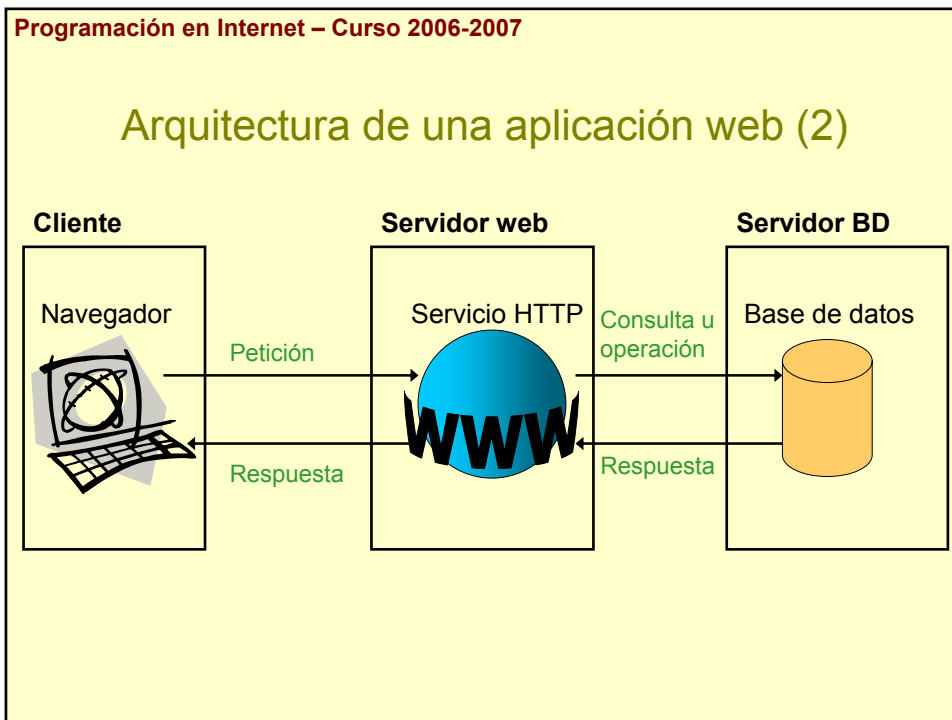 Programación en Internet – Curso 2006-2007
Arquitectura de una aplicación web (2)
Cliente
Servidor web
Servidor BD
Navegador
Servicio HTTP
Consulta u
operación
Base de datos
Petición
WWW
Respuesta
Respuesta